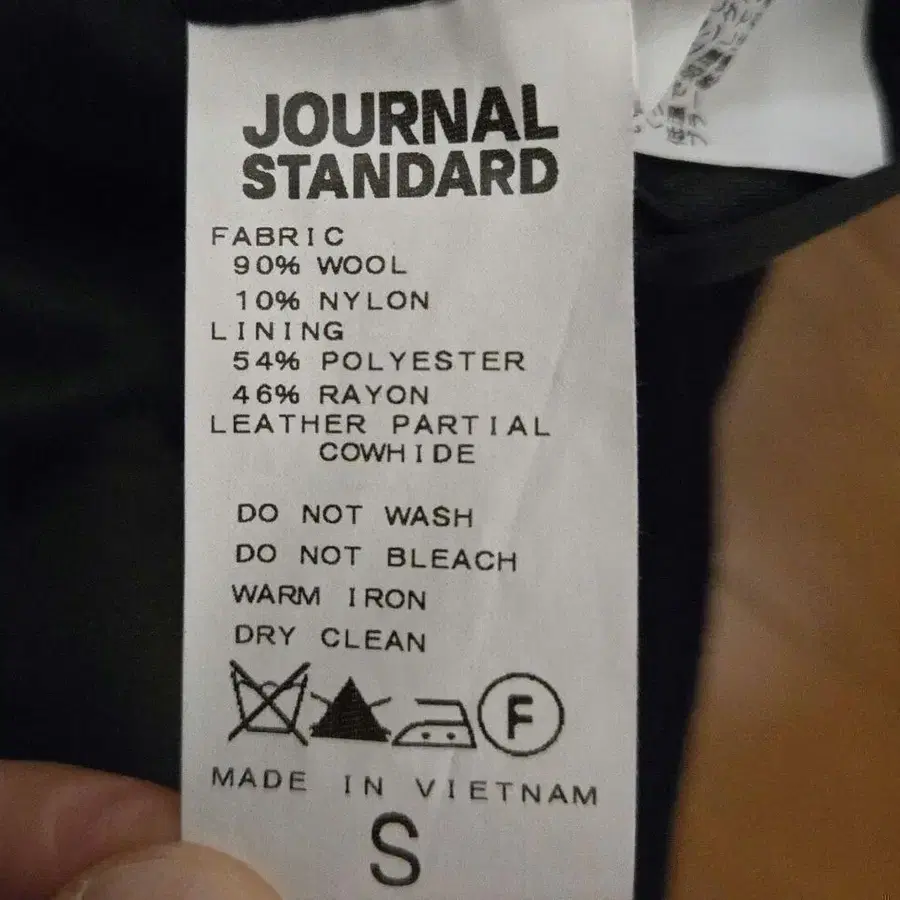 JOURNAL
STANDARD
FABRIC
90% WOOL
10% NYLON
LINING
54% POLYESTER
46% RAYON
LEATHER PARTIAL
COWHIDE
DO NOT WASH
DO NOT BLEACH
WARM IRON
DRY CLEAN
F
MADE IN VIETNAM
S